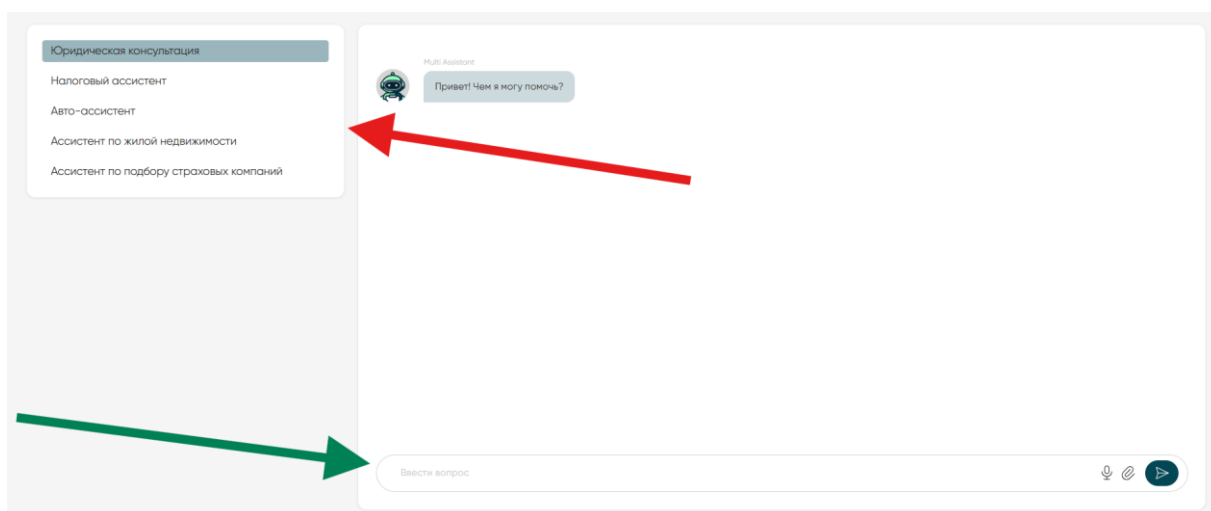 Юридическая консультация
Налоговый ассистент
Авто-ассистент
Ассистент по жилой недвижимости
Ассистент по подбору страховых компаний
Multi Assistant
Привет! Чем я могу помочь?
Ввести вопрос